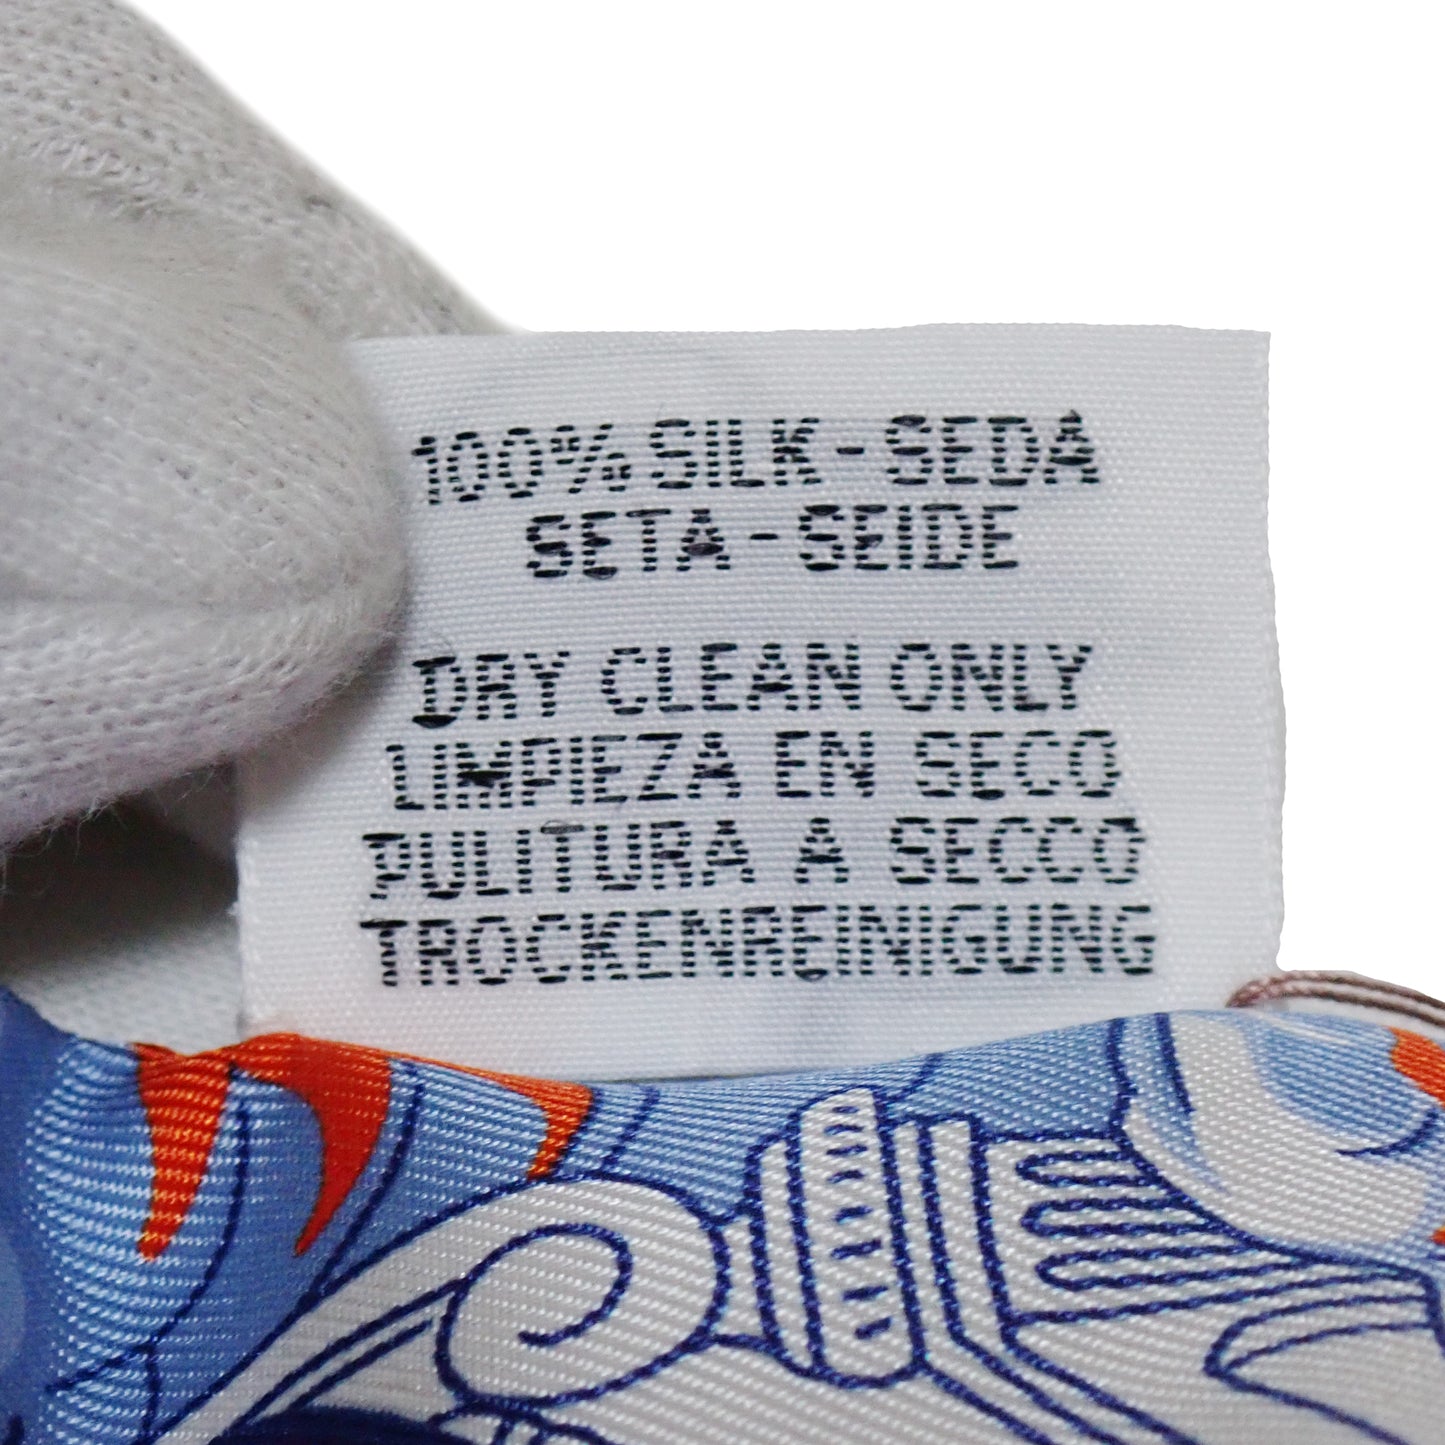 100% SILK - SEDA
SETA - SEIDE
DRY CLEAN ONLY
LIMPIEZA EN SECO
PULITURA A SECCO
TROCKENREINIGUNG